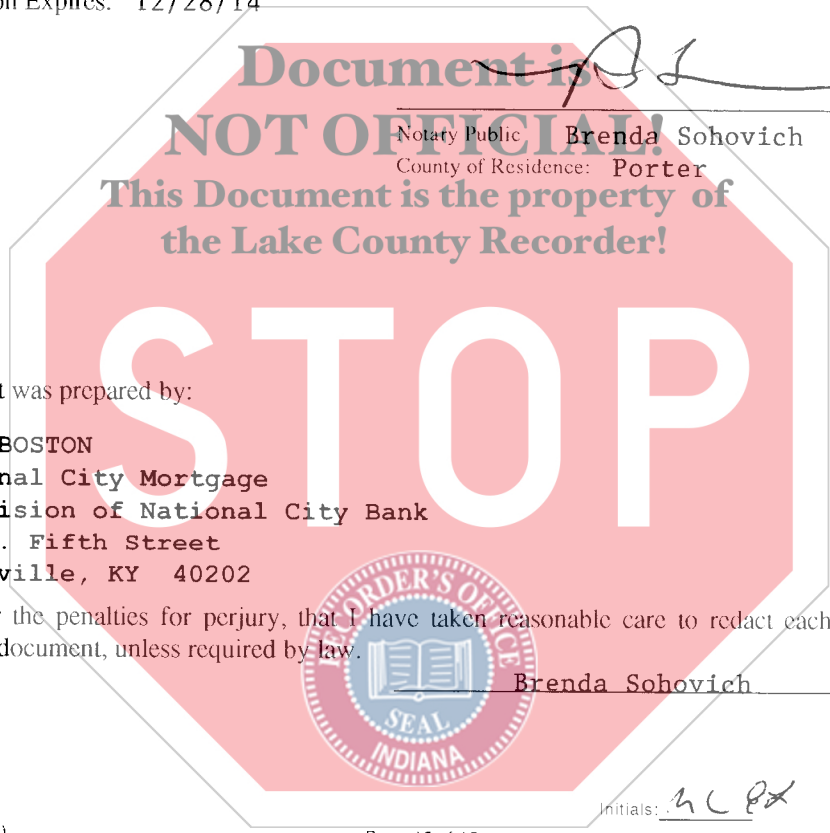 on Expires: 12/28/14
Document is
NOT OFFICIAL!
Notary Public Brenda Sohovich
County of Residence: Porter
This Document is the property of
the Lake County Recorder!
STOP
t was prepared by:
BOSTON
nal City Mortgage
ision of National City Bank
. Fifth Street
ville, KY 40202
the penalties for perjury, that I have taken reasonable care to redact each
document, unless required by law.
Brenda Sohovich
RECORDER'S OFFICE
SEAL
INDIANA
Initials: